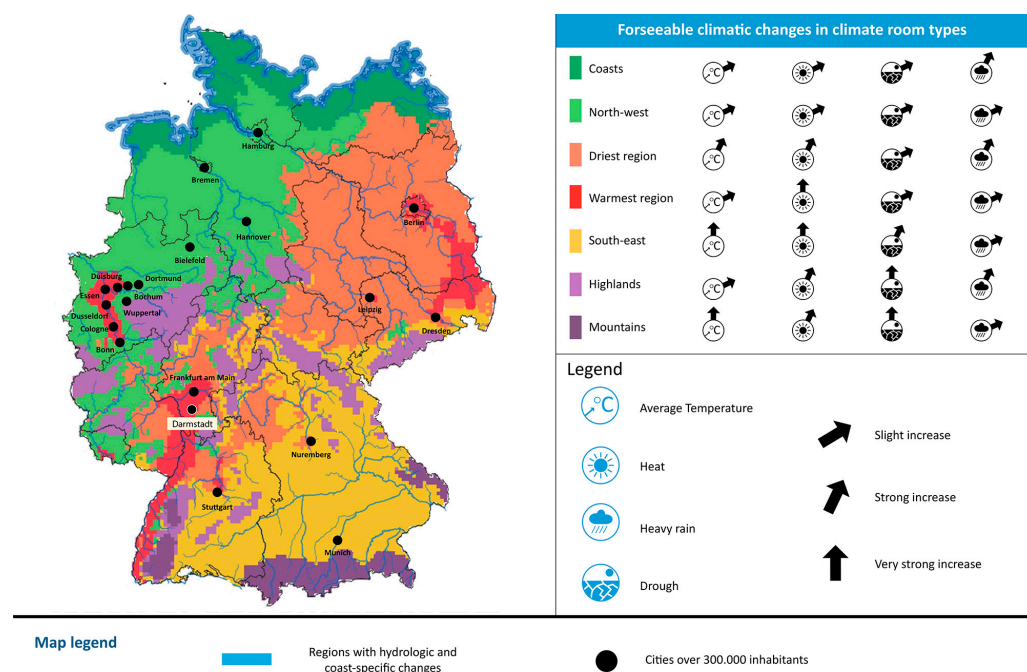 Hamburg
Bremen
Hannover
Berlin
Bielefeld
Duisburg
Dortmund
Essen
Bochum
Wuppertal
Dusseldorf
Cologne
Bonn
Leipzig
Dresden
Frankfurt am Main
Darmstadt
Nuremberg
Stuttgart
Munich
Forseeable climatic changes in climate room types
Coasts
°C
North-west
°C
Driest region
°C
Warmest region
°C
South-east
°C
Highlands
°C
Mountains
°C
Legend
°C
Average Temperature
Slight increase
Heat
Strong increase
Heavy rain
Very strong increase
Drough
Map legend
Regions with hydrologic and
coast-specific changes
Cities over 300.000 inhabitants